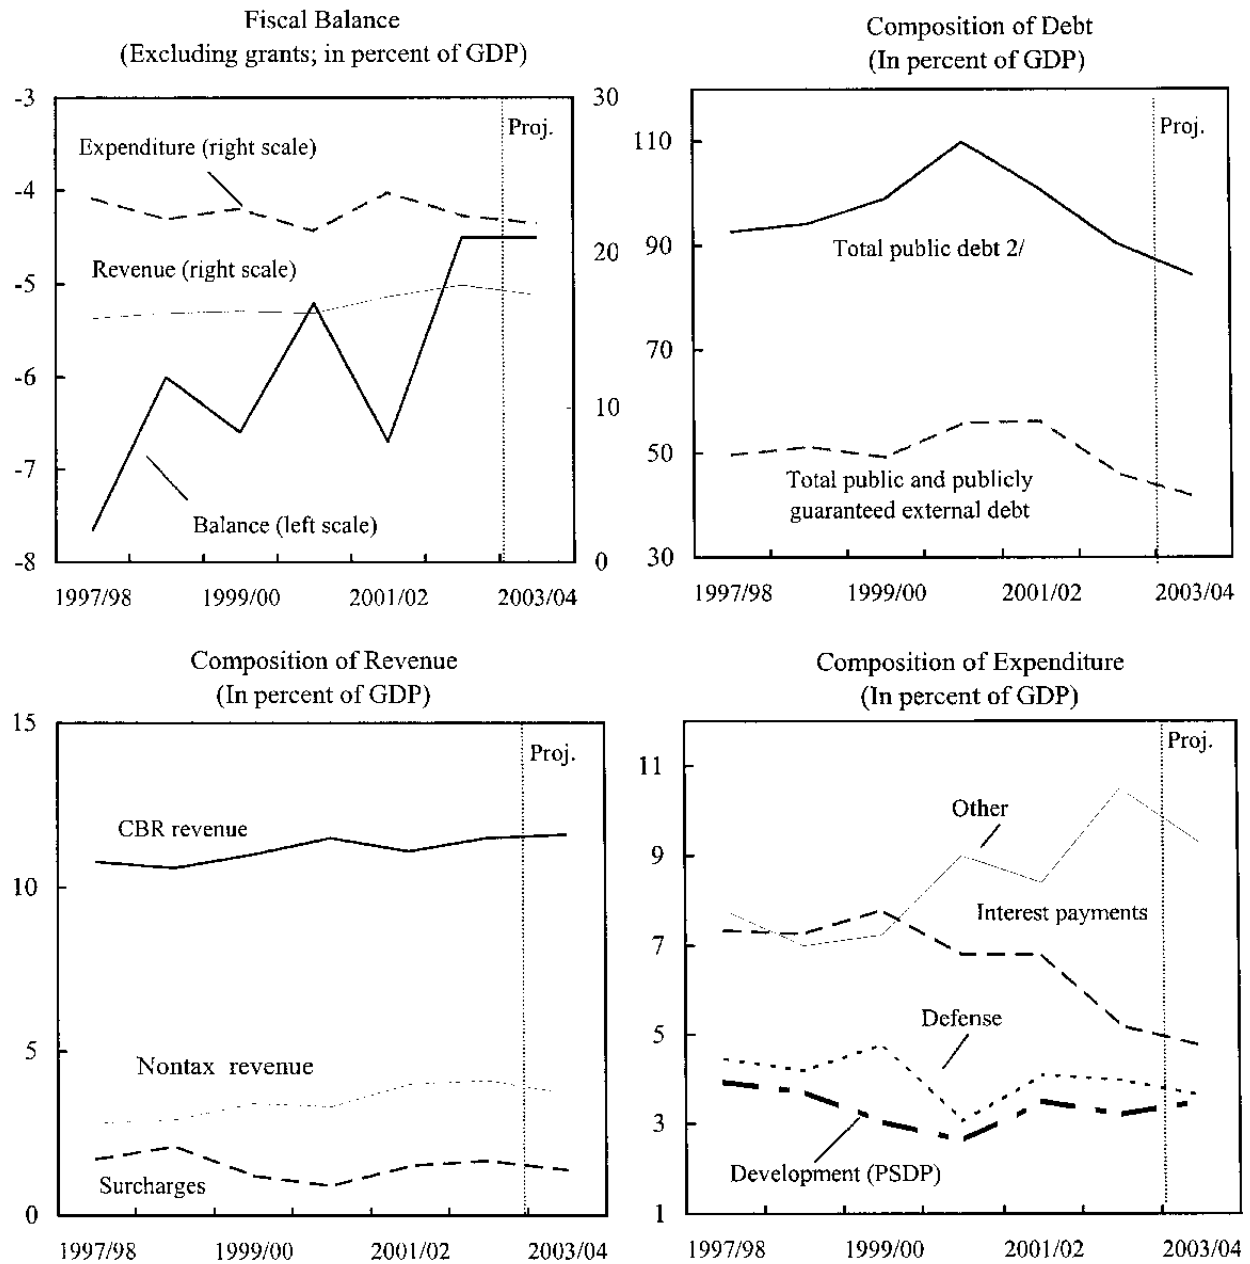 Fiscal Balance
(Excluding grants; in percent of GDP)
-3
30
Proj.
Expenditure (right scale)
-4
20
Revenue (right scale)
-5
-6
10
-7
Balance (left scale)
-8
0
1997/98 1999/00 2001/02 2003/04
Composition of Debt
(In percent of GDP)
110
Proj.
90
Total public debt 2/
70
50
Total public and publicly
guaranteed external debt
30
1997/98 1999/00 2001/02 2003/04
Composition of Revenue
(In percent of GDP)
15
Proj.
CBR revenue
10
5
Nontax revenue
Surcharges
0
1997/98 1999/00 2001/02 2003/04
Composition of Expenditure
(In percent of GDP)
Proj.
11
Other
9
Interest payments
7
Defense
5
3
Development (PSDP)
1
1997/98 1999/00 2001/02 2003/04